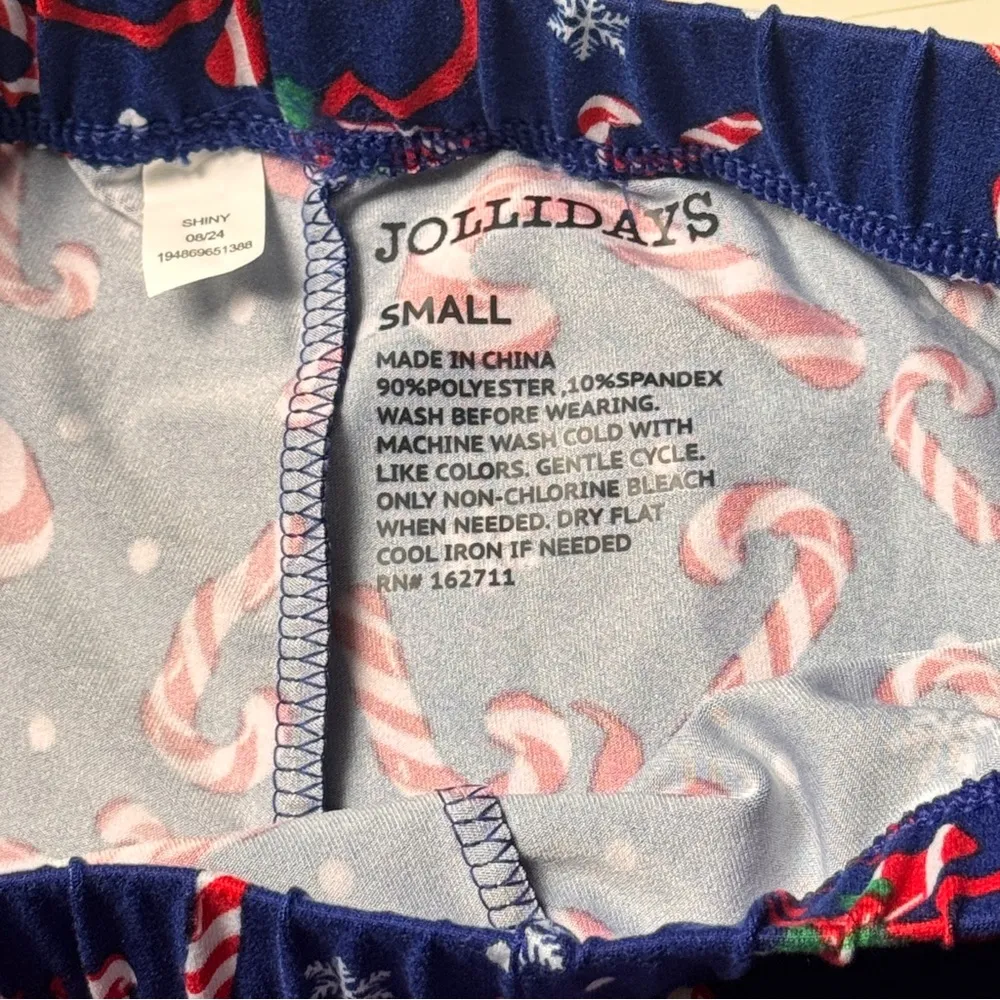 SHINY
08/24
194869651388
JOLLIDAYS
SMALL
MADE IN CHINA
90%POLYESTER ,10%SPANDEX
WASH BEFORE WEARING.
MACHINE WASH COLD WITH
LIKE COLORS. GENTLE CYCLE.
ONLY NON-CHLORINE BLEACH
WHEN NEEDED. DRY FLAT
COOL IRON IF NEEDED
RN# 162711